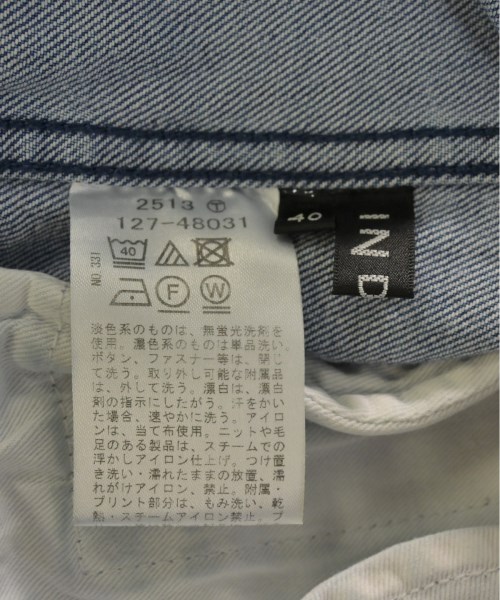 2513 Ⓣ
127-48031
40
Ⓕ Ⓦ
NO.331
淡色系のものは、無蛍光洗剤を
使用。濃色系のものは単品洗い。
ボタン、ファスナー等は、閉じ
て洗う。取り外し可能な附属品
は、外して洗う。漂白は、漂白
剤の指示にしたがう。汗をかい
た場合、速やかに洗う。アイロ
ンは、当て布使用。ニットや毛
足のある製品は、スチームでの
浮かしアイロン仕上げ。つけ置
き洗い・濡れたままの放置、濡
れがけアイロン、禁止。附属・
プリント部分は、もみ洗い、乾
熱・スチームアイロン禁止。プ
40
IND